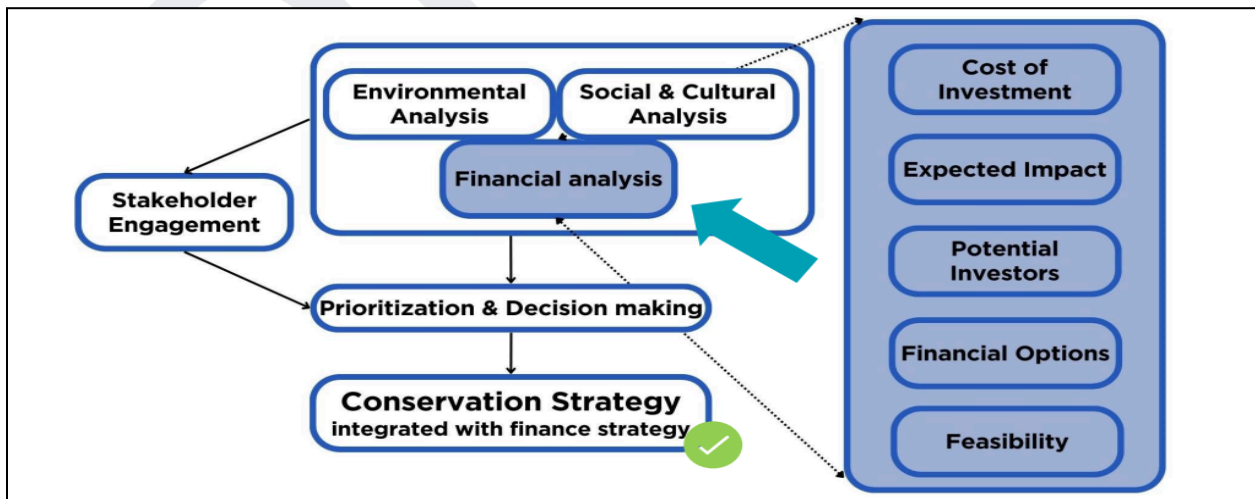 Environmental
Analysis
Social & Cultural
Analysis
Financial analysis
Stakeholder
Engagement
Prioritization & Decision making
Conservation Strategy
integrated with finance strategy
Cost of
Investment
Expected Impact
Potential
Investors
Financial Options
Feasibility